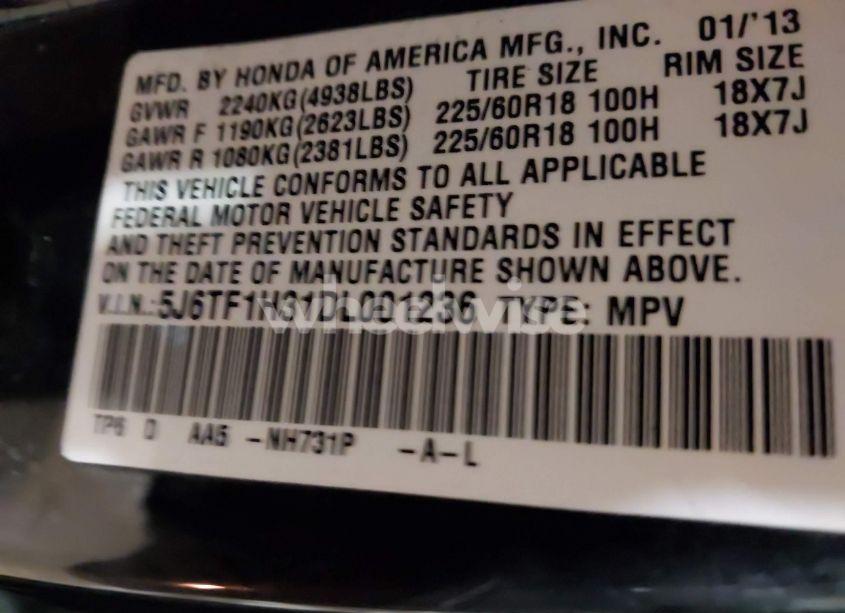 MFD. BY HONDA OF AMERICA MFG., INC. 01/'13
GVWR 2240KG(4938LBS) TIRE SIZE RIM SIZE
GAWR F 1190KG(2623LBS) 225/60R18 100H 18X7J
GAWR R 1080KG(2381LBS) 225/60R18 100H 18X7J
THIS VEHICLE CONFORMS TO ALL APPLICABLE
FEDERAL MOTOR VEHICLE SAFETY
AND THEFT PREVENTION STANDARDS IN EFFECT
ON THE DATE OF MANUFACTURE SHOWN ABOVE.
V.I.N.:5J6TF1H31DL001236 TYPE: MPV
wheelwise
TP6 D AA5 -NH731P -A-L